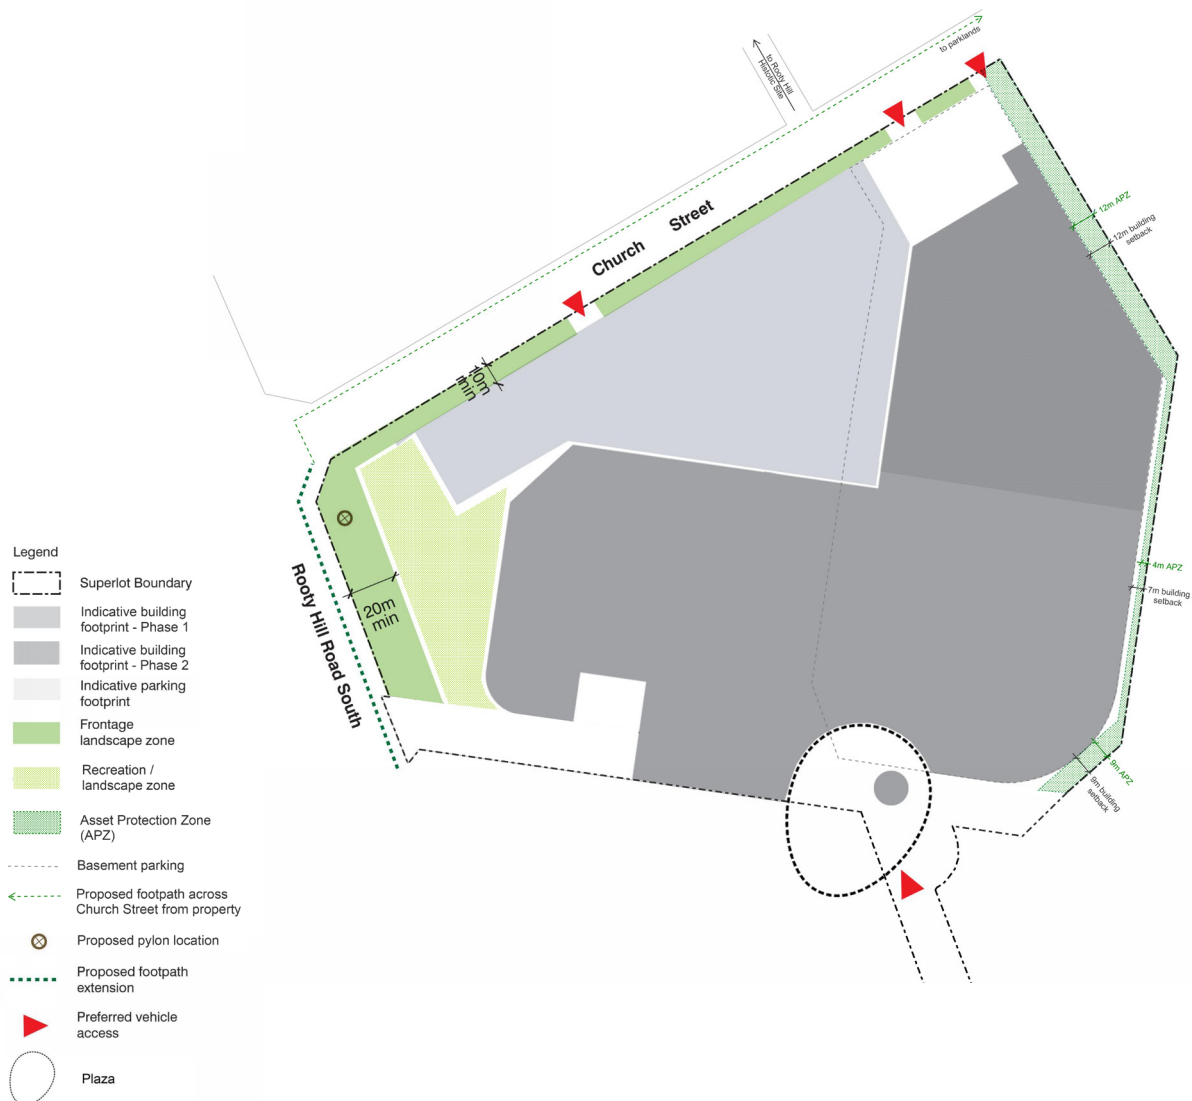 to parklands
to Rooty Hill
Histotic Site
Church Street
12m APZ
12m building
setback
10m
min
20m
min
Rooty Hill Road South
4m APZ
7m building
setback
9m APZ
9m building
setback
Legend
Superlot Boundary
Indicative building
footprint - Phase 1
Indicative building
footprint - Phase 2
Indicative parking
footprint
Frontage
landscape zone
Recreation /
landscape zone
Asset Protection Zone
(APZ)
Basement parking
Proposed footpath across
Church Street from property
Proposed pylon location
Proposed footpath
extension
Preferred vehicle
access
Plaza